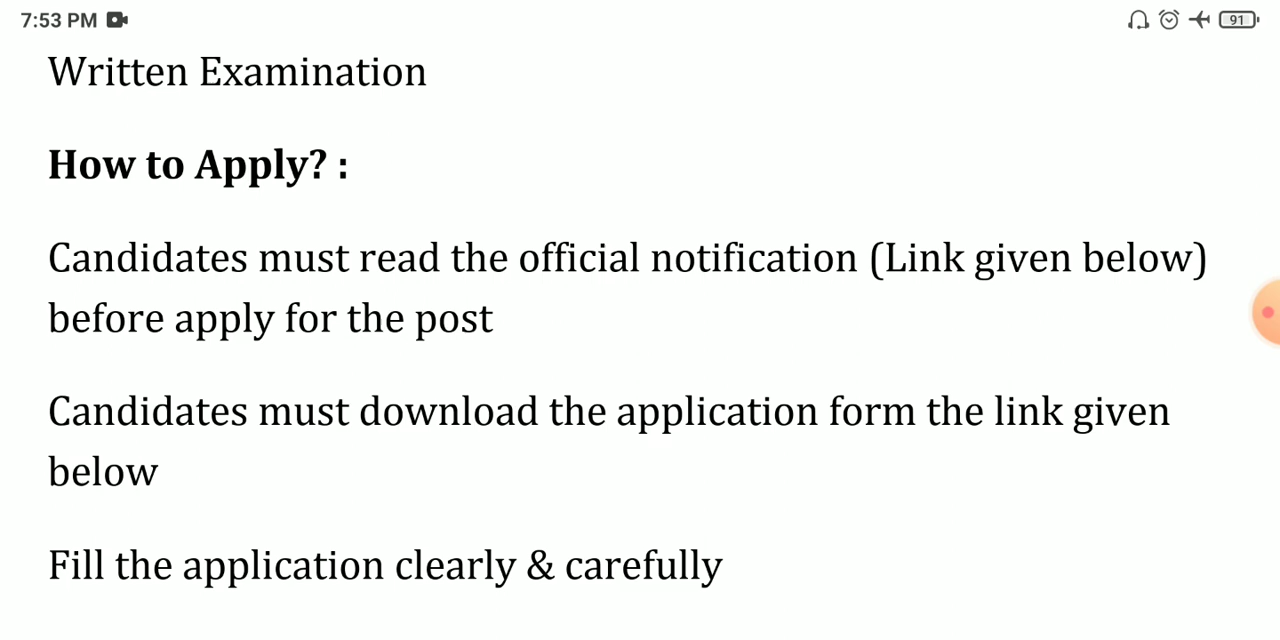 7:53 PM
91
Written Examination
How to Apply? :
Candidates must read the official notification (Link given below)
before apply for the post
Candidates must download the application form the link given
below
Fill the application clearly & carefully